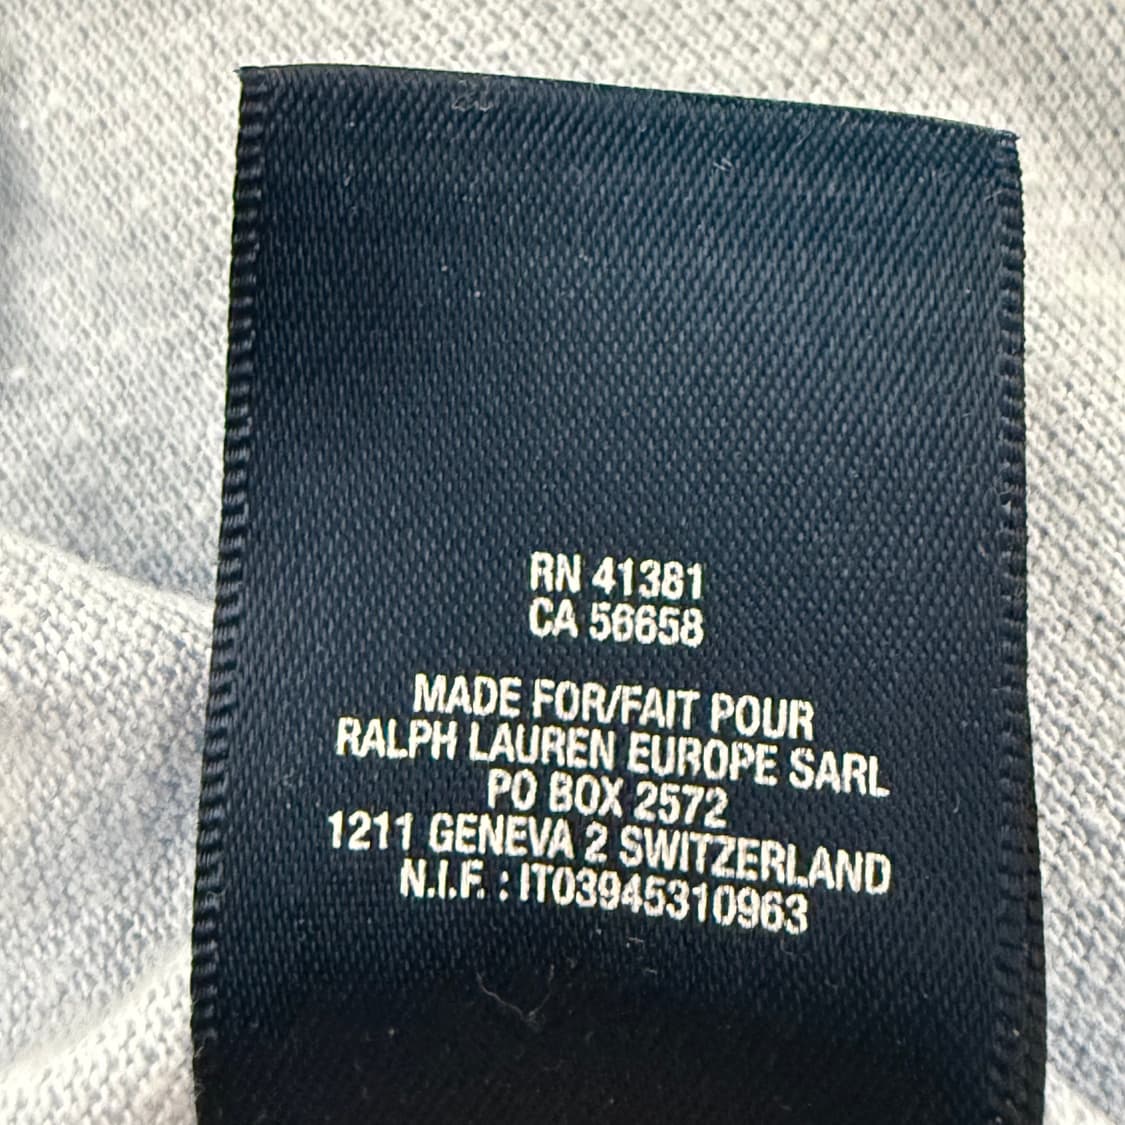 RN 41381
CA 56658
MADE FOR/FAIT POUR
RALPH LAUREN EUROPE SARL
PO BOX 2572
1211 GENEVA 2 SWITZERLAND
N.I.F. : IT03945310963